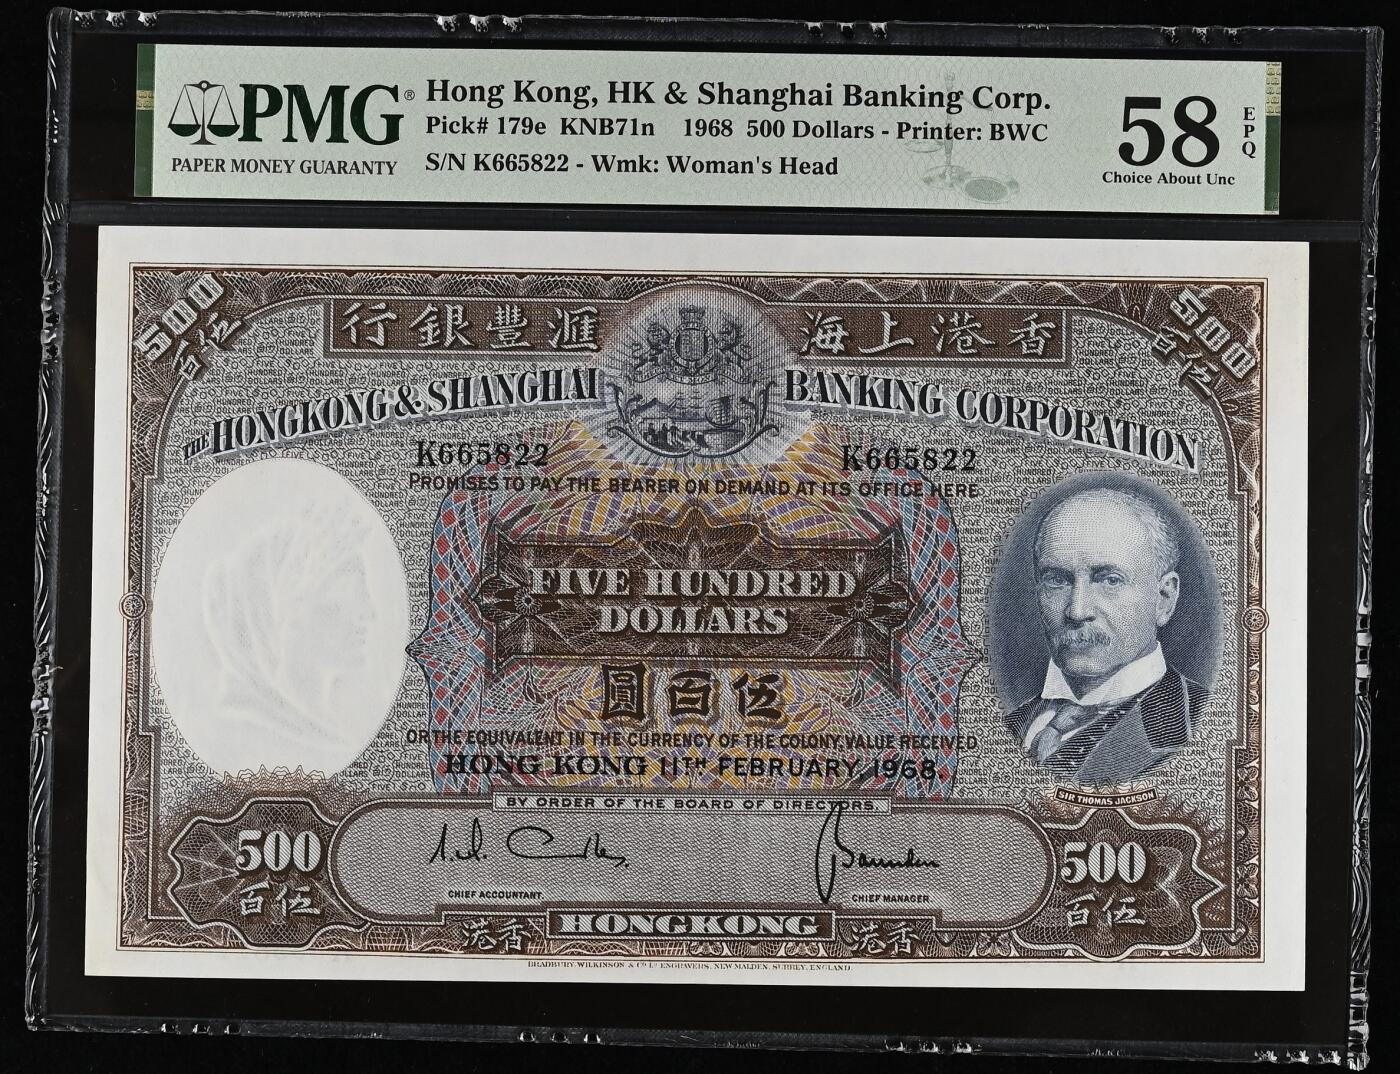 PMG®
PAPER MONEY GUARANTY
Hong Kong, HK & Shanghai Banking Corp.
Pick# 179e KNB71n 1968 500 Dollars - Printer: BWC
S/N K665822 - Wmk: Woman's Head
58 EPQ
Choice About Unc
500 500
百伍 百伍
行銀豐滙 海上港香
THE HONGKONG & SHANGHAI BANKING CORPORATION
K665822 K665822
PROMISES TO PAY THE BEARER ON DEMAND AT ITS OFFICE HERE
FIVE HUNDRED
DOLLARS
圓百伍
OR THE EQUIVALENT IN THE CURRENCY OF THE COLONY, VALUE RECEIVED
HONG KONG 11TH FEBRUARY 1968.
SIR THOMAS JACKSON
BY ORDER OF THE BOARD OF DIRECTORS,
500 500
百伍 百伍
CHIEF ACCOUNTANT. CHIEF MANAGER.
港香 HONGKONG 港香
BRADBURY, WILKINSON & Co. Ld. ENGRAVERS, NEW MALDEN, SURREY, ENGLAND.